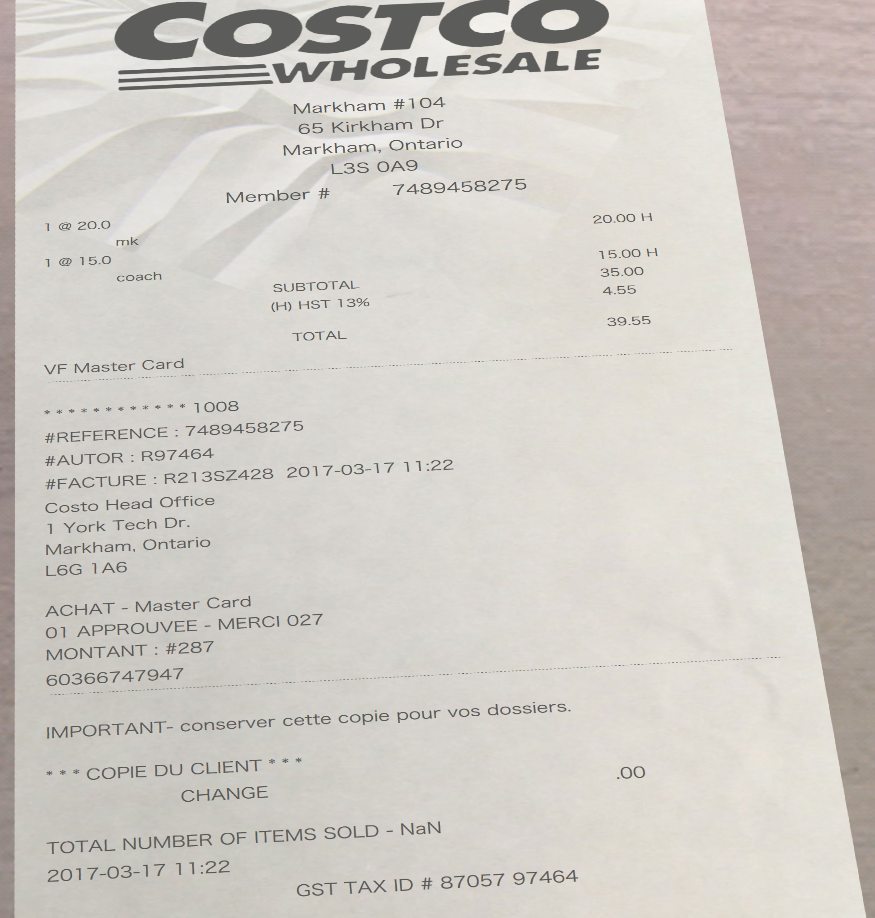 COSTCO
WHOLESALE
Markham #104
65 Kirkham Dr
Markham, Ontario
L3S 0A9
Member # 7489458275
1 @ 20.0 20.00 H
mk
1 @ 15.0 15.00 H
coach
SUBTOTAL 35.00
(H) HST 13% 4.55
TOTAL 39.55
VF Master Card
* * * * * * * * * * * * 1008
#REFERENCE : 7489458275
#AUTOR : R97464
#FACTURE : R213SZ428 2017-03-17 11:22
Costo Head Office
1 York Tech Dr.
Markham, Ontario
L6G 1A6
ACHAT - Master Card
01 APPROUVEE - MERCI 027
MONTANT : #287
60366747947
IMPORTANT- conserver cette copie pour vos dossiers.
* * * COPIE DU CLIENT * * *
CHANGE .00
TOTAL NUMBER OF ITEMS SOLD - NaN
2017-03-17 11:22
GST TAX ID # 87057 97464